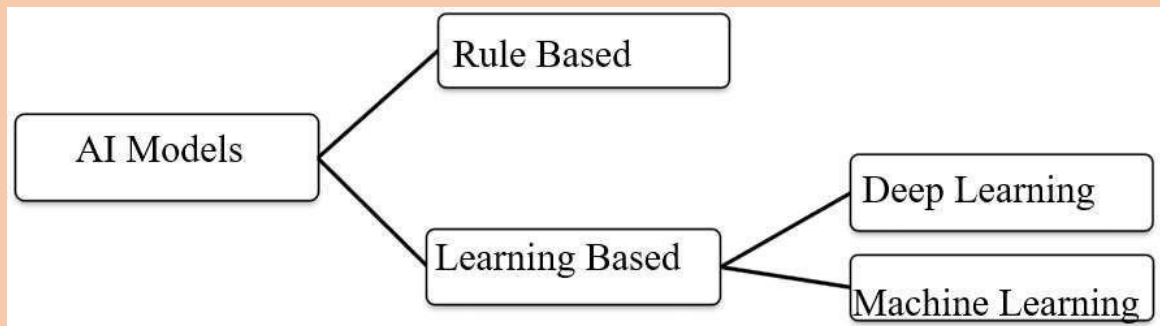 Rule Based
AI Models
Deep Learning
Learning Based
Machine Learning